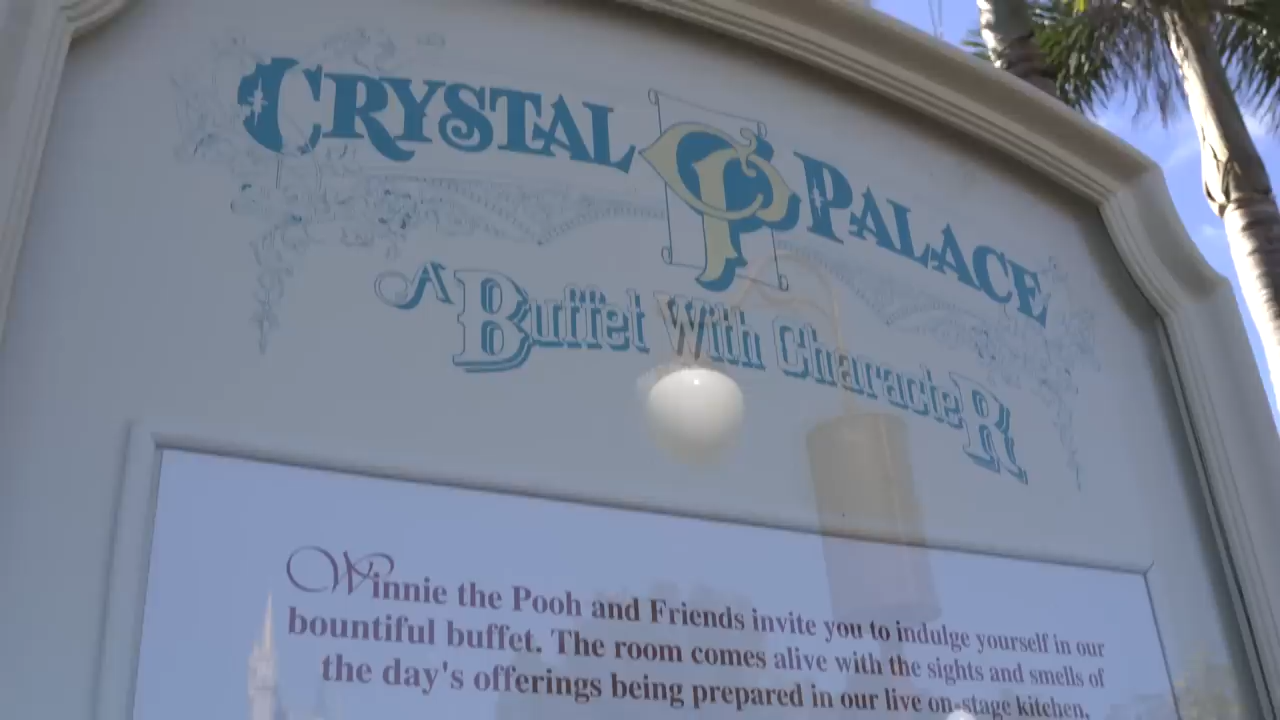 CRYSTAL CP PALACE
A Buffet With CharacteR
Winnie the Pooh and Friends invite you to indulge yourself in our
bountiful buffet. The room comes alive with the sights and smells of
the day's offerings being prepared in our live on-stage kitchen,